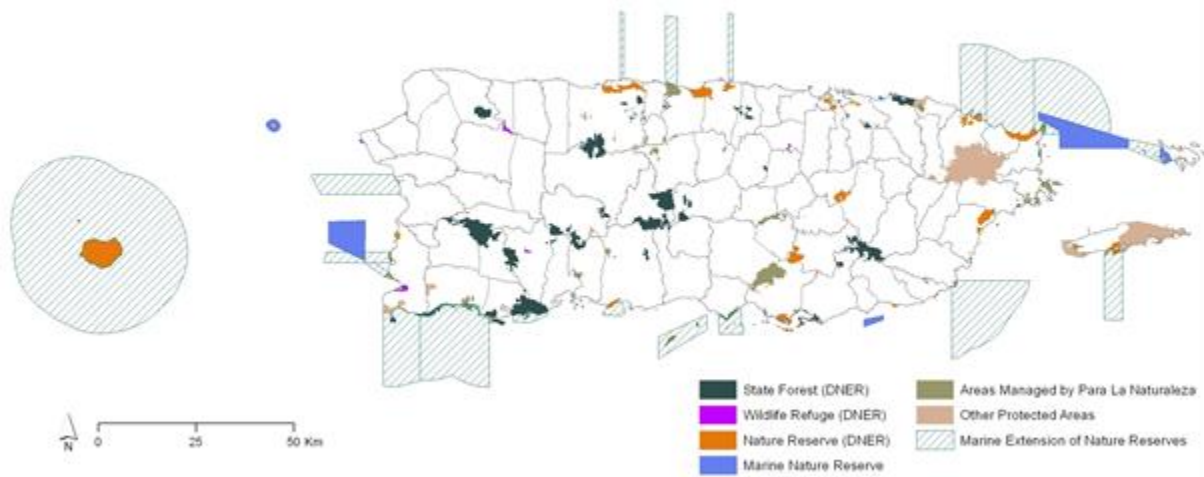 State Forest (DNER)
Wildlife Refuge (DNER)
Nature Reserve (DNER)
Marine Nature Reserve
Areas Managed by Para La Naturaleza
Other Protected Areas
Marine Extension of Nature Reserves
N
0 25 50 Km